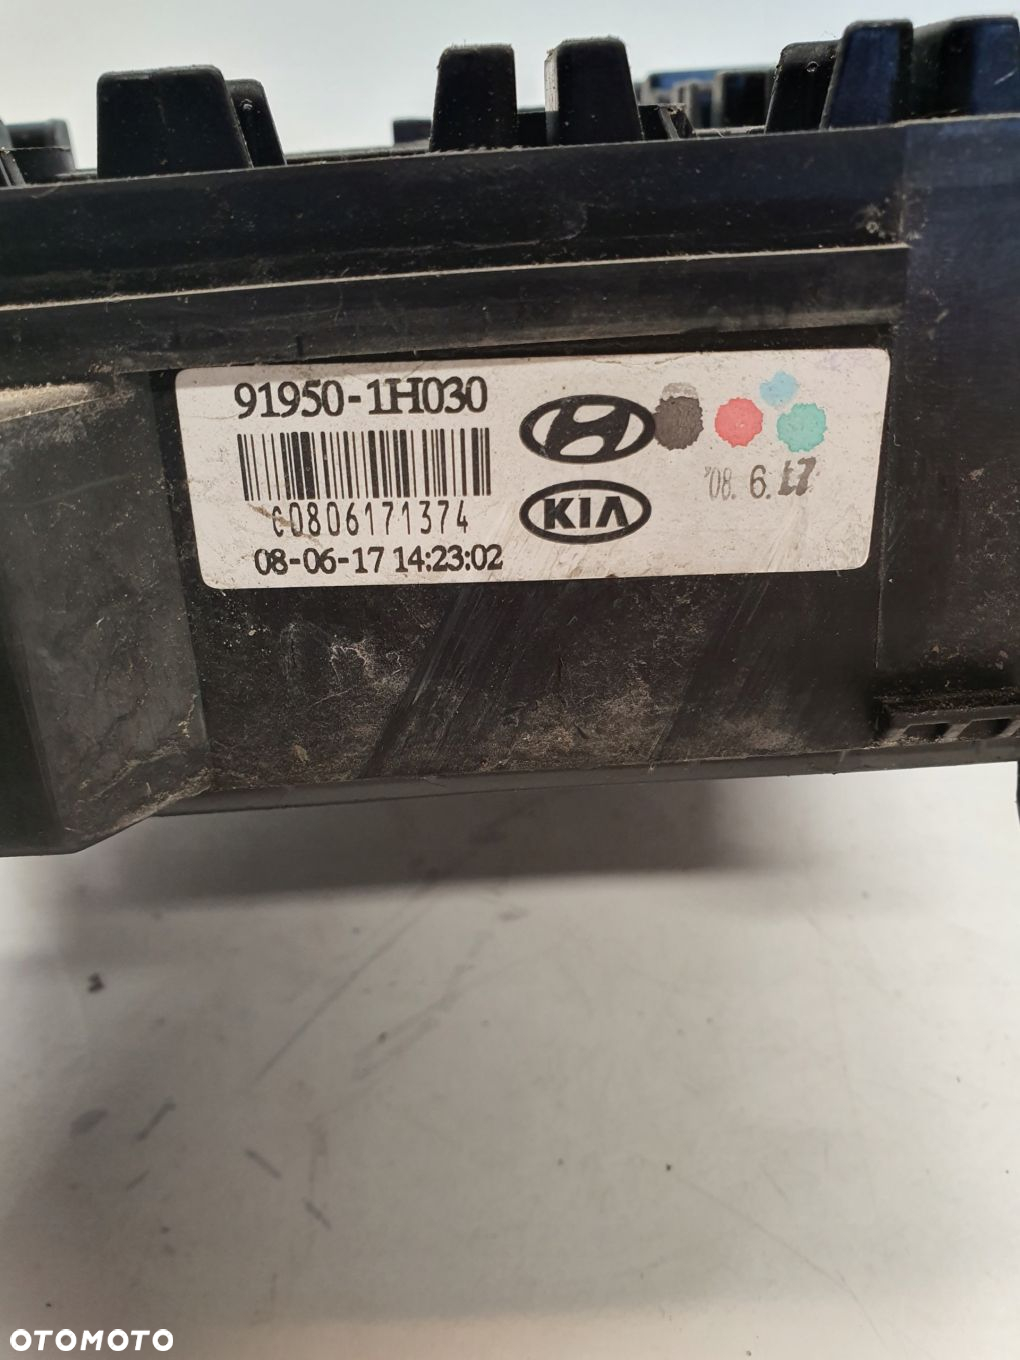 91950-1H030
C0806171374
08-06-17 14:23:02
KIA
'08. 6. 17
OTOMOTO